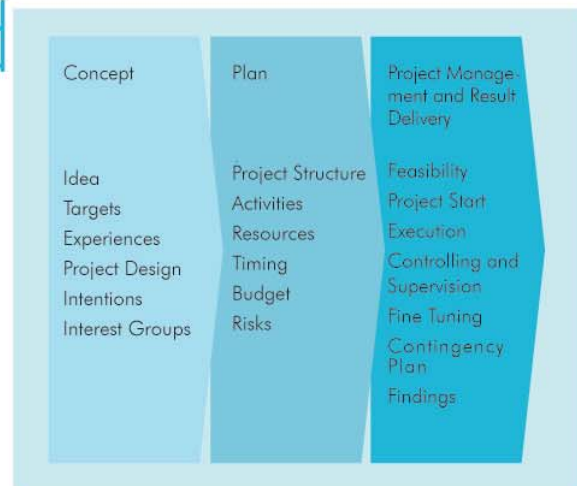 Concept
Idea
Targets
Experiences
Project Design
Intentions
Interest Groups
Plan
Project Structure
Activities
Resources
Timing
Budget
Risks
Project Manage-
ment and Result
Delivery
Feasibility
Project Start
Execution
Controlling and
Supervision
Fine Tuning
Contingency
Plan
Findings